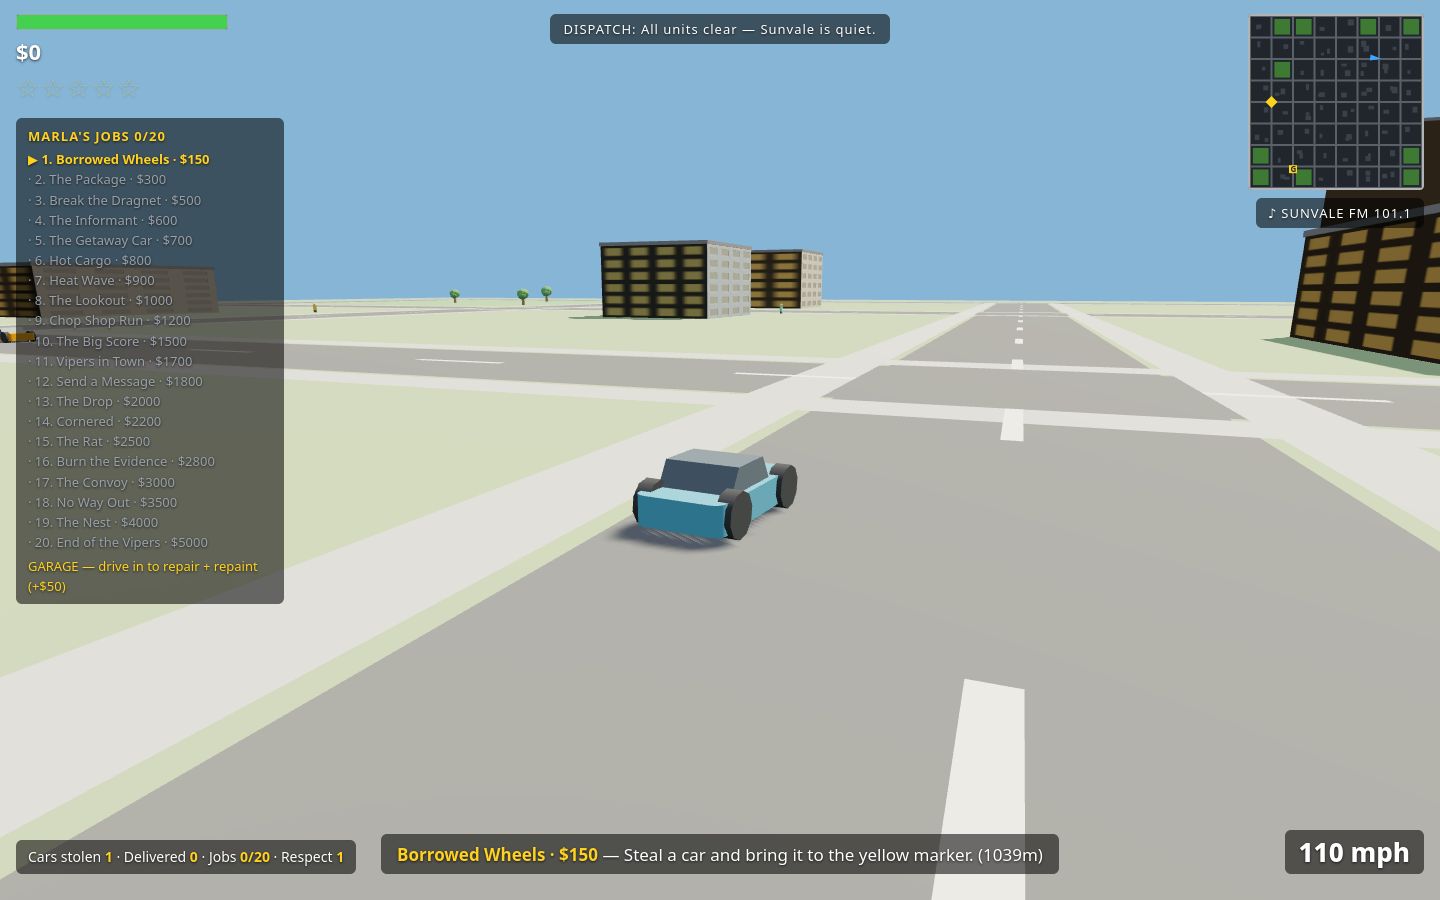 DISPATCH: All units clear — Sunvale is quiet.
$0
☆☆☆☆☆
MARLA'S JOBS 0/20
▶ 1. Borrowed Wheels · $150
· 2. The Package · $300
· 3. Break the Dragnet · $500
· 4. The Informant · $600
· 5. The Getaway Car · $700
· 6. Hot Cargo · $800
· 7. Heat Wave · $900
· 8. The Lookout · $1000
· 9. Chop Shop Run · $1200
· 10. The Big Score · $1500
· 11. Vipers in Town · $1700
· 12. Send a Message · $1800
· 13. The Drop · $2000
· 14. Cornered · $2200
· 15. The Rat · $2500
· 16. Burn the Evidence · $2800
· 17. The Convoy · $3000
· 18. No Way Out · $3500
· 19. The Nest · $4000
· 20. End of the Vipers · $5000
GARAGE — drive in to repair + repaint
(+$50)
G
♪ SUNVALE FM 101.1
Cars stolen 1 · Delivered 0 · Jobs 0/20 · Respect 1
Borrowed Wheels · $150 — Steal a car and bring it to the yellow marker. (1039m)
110 mph